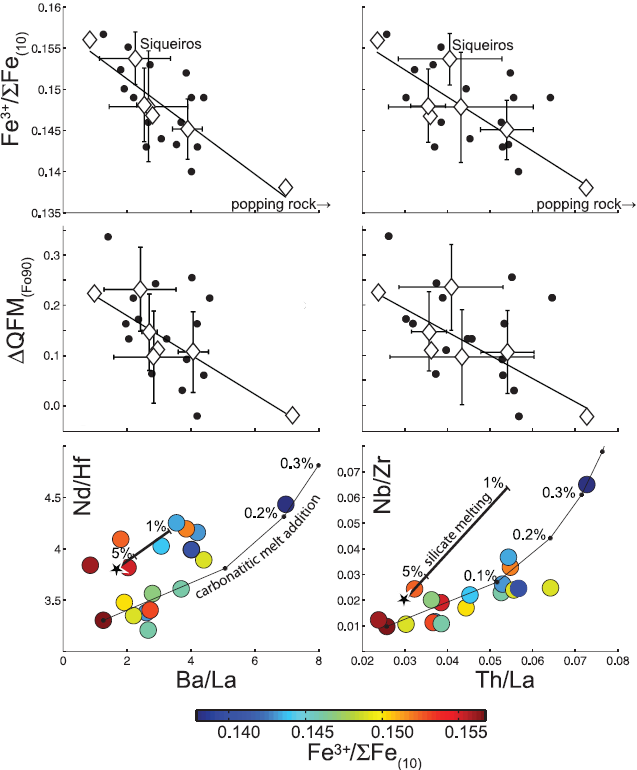 0.16
0.155
0.15
0.145
0.14
0.135
Fe3+/ΣFe(10)
Siqueiros
popping rock→
Siqueiros
popping rock→
0.3
0.2
0.1
0.0
ΔQFM(Fo90)
Nd/Hf
4.5
4
3.5
0.3%
0.2%
1%
5%
carbonatitic melt addition
0 2 4 6 8
Ba/La
Nb/Zr
0.07
0.06
0.05
0.04
0.03
0.02
0.01
1%
0.3%
silicate melting
0.2%
5%
0.1%
0.02 0.03 0.04 0.05 0.06 0.07 0.08
Th/La
0.140 0.145 0.150 0.155
Fe3+/ΣFe(10)